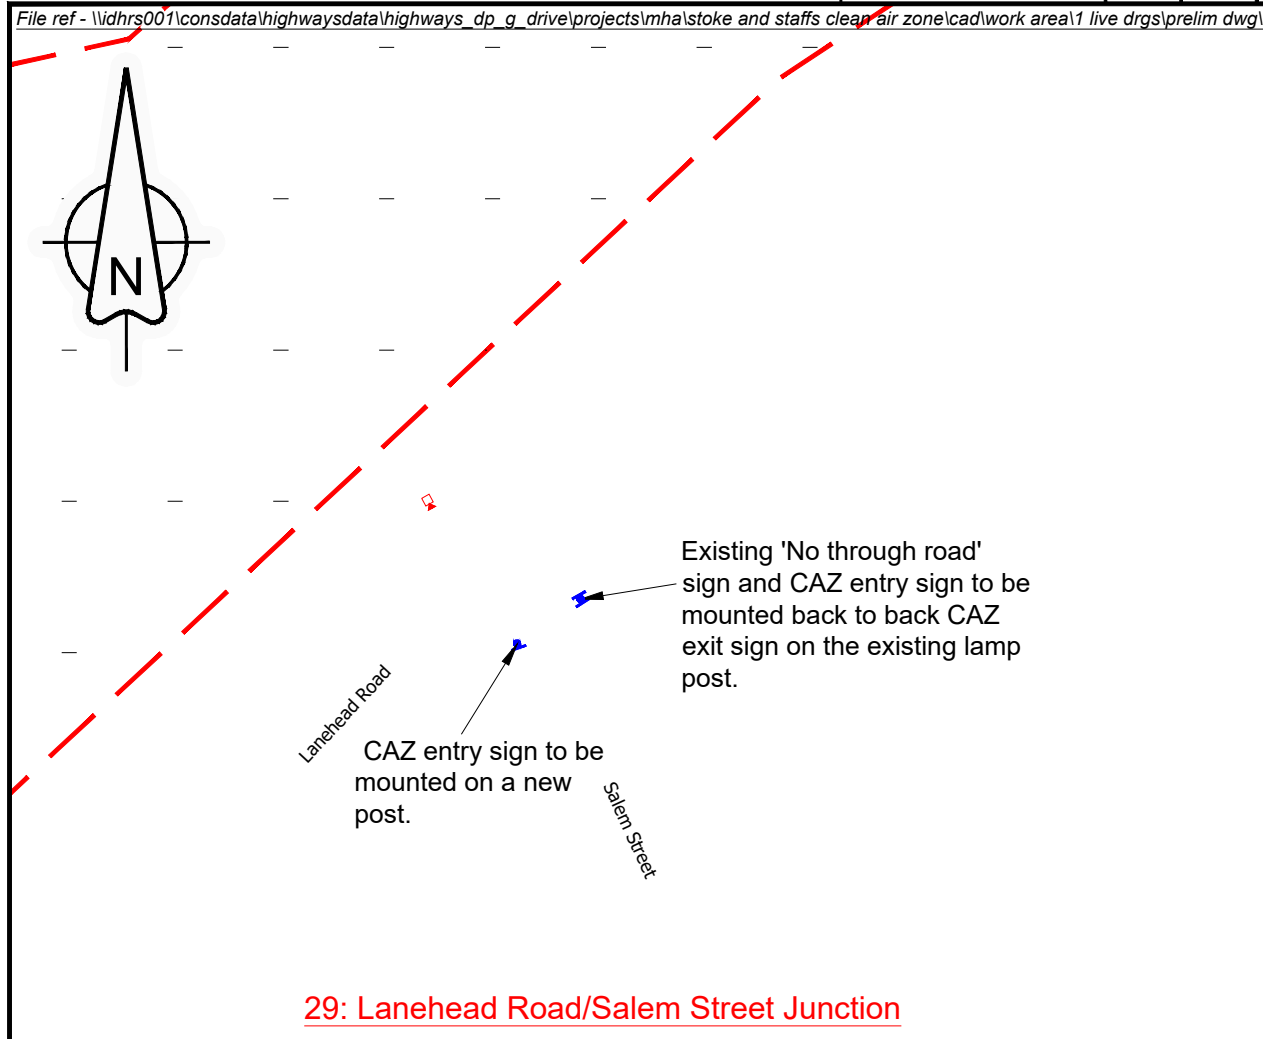 File ref - \\idhrs001\consdata\highwaysdata\highways_dp_g_drive\projects\mha\stoke and staffs clean air zone\cad\work area\1 live drgs\prelim dwg\
N
Existing 'No through road'
sign and CAZ entry sign to be
mounted back to back CAZ
exit sign on the existing lamp
post.
Lanehead Road
CAZ entry sign to be
mounted on a new
post.
Salem Street
29: Lanehead Road/Salem Street Junction